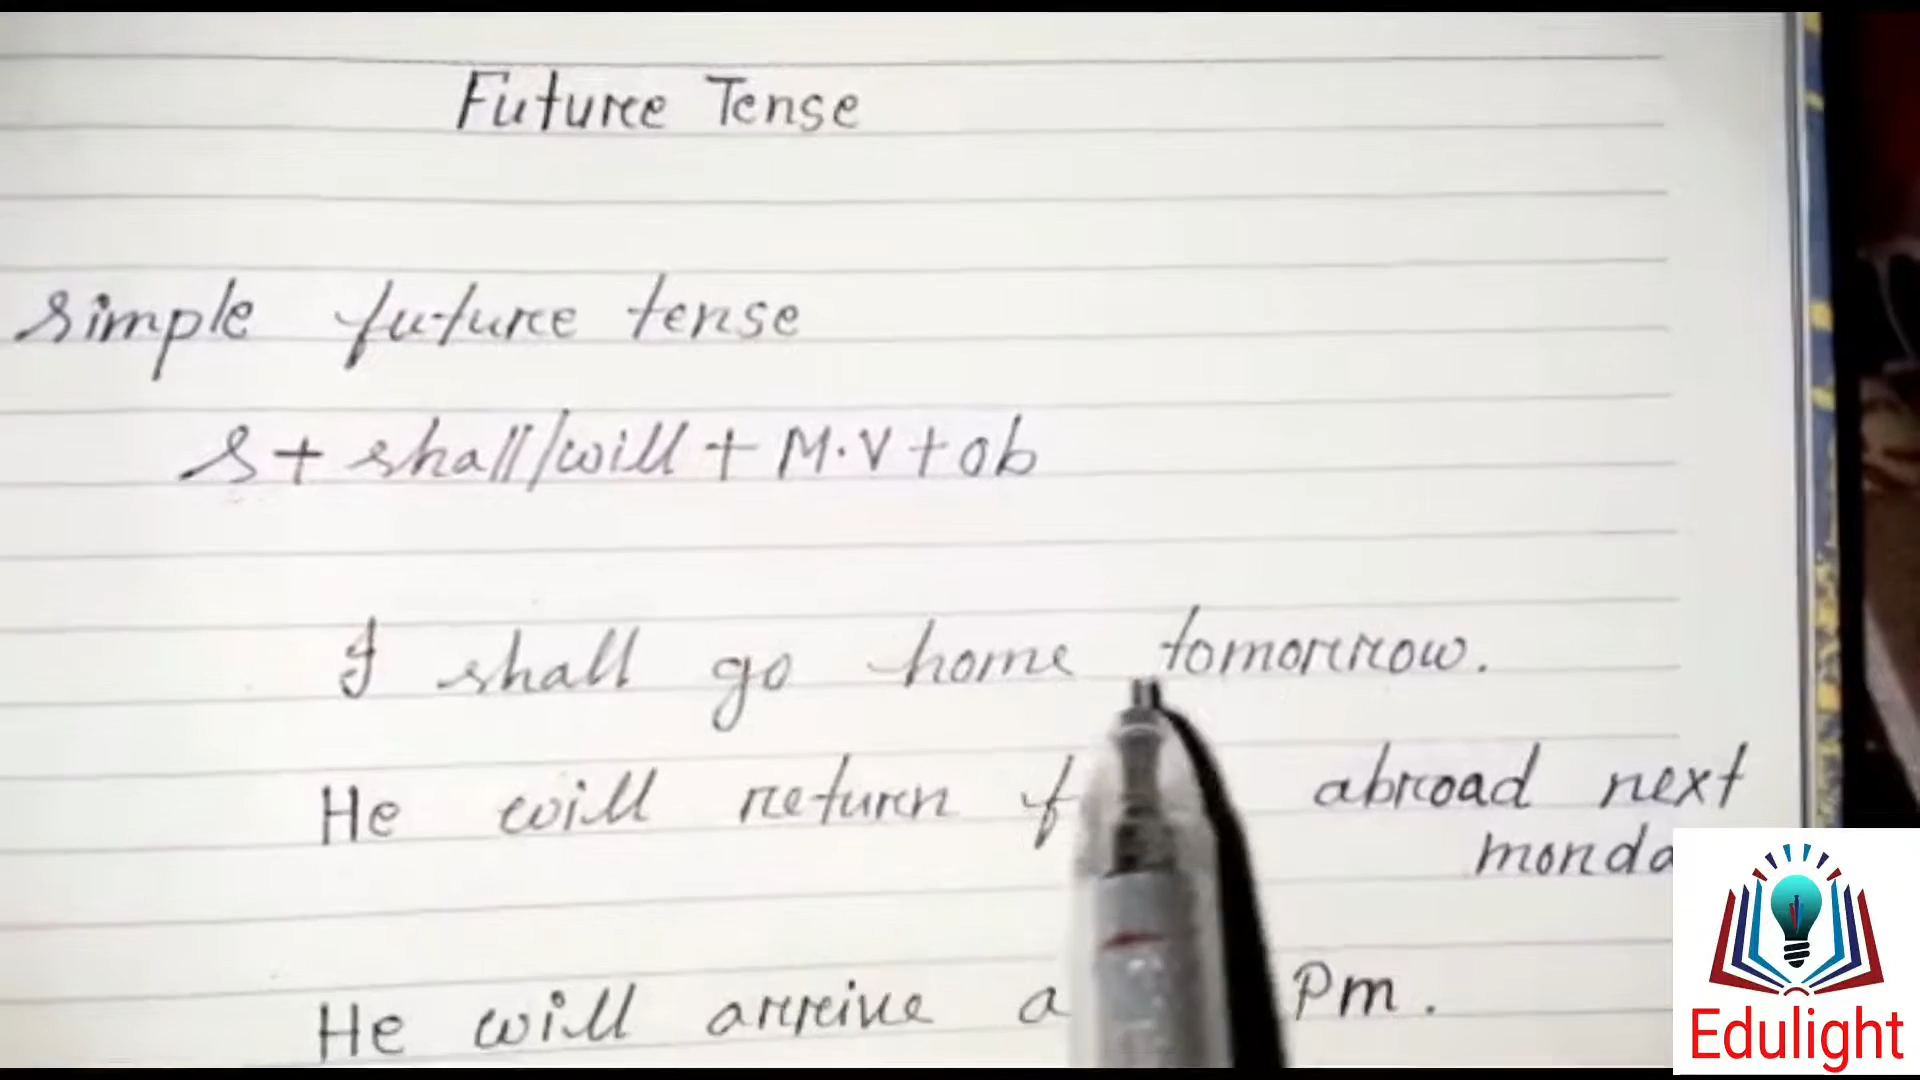 Future Tense
simple future tense
S + shall/will + M.V + ob
I shall go home tomorrow.
He will return abroad next
He will arrive Pm.
Edulight